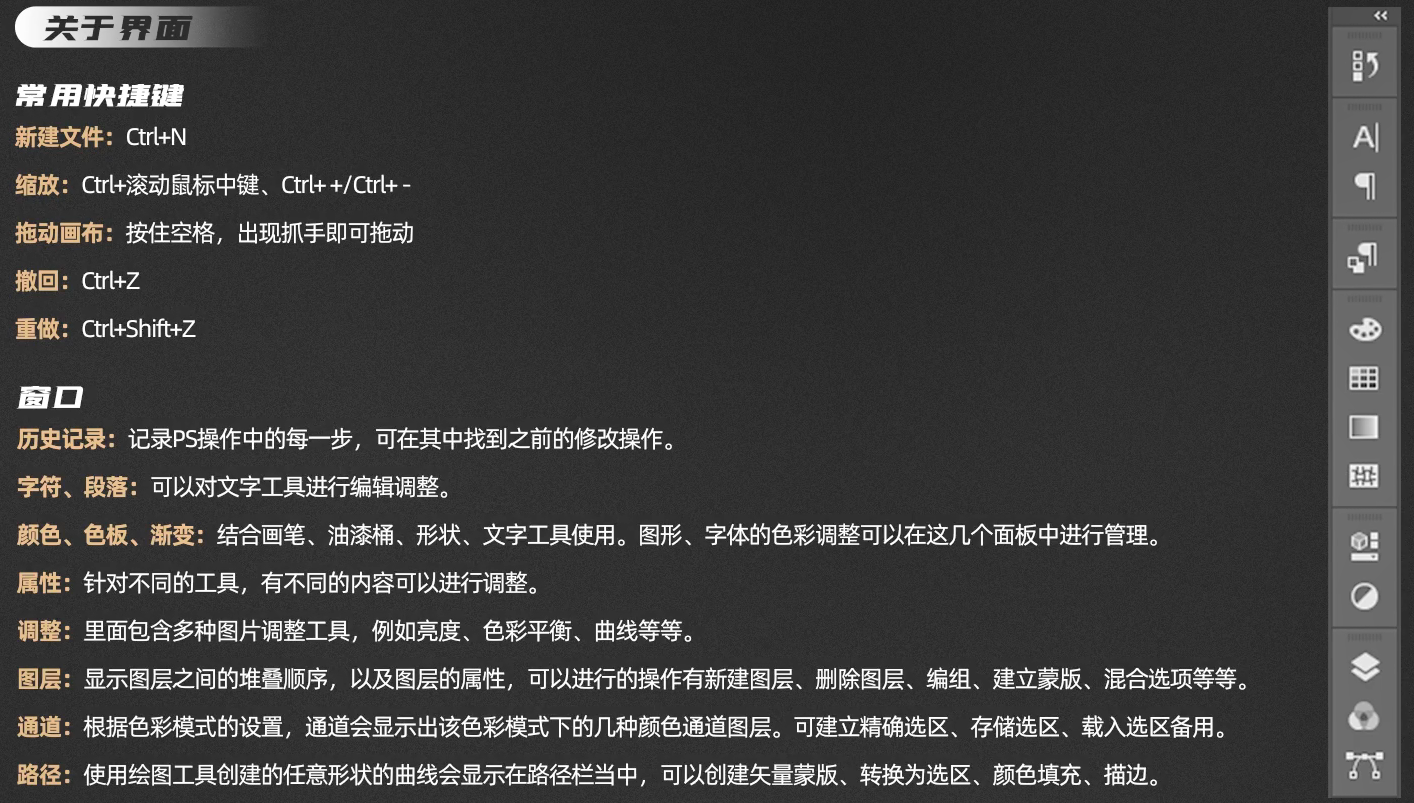 关于界面
常用快捷键
新建文件：Ctrl+N
缩放：Ctrl+滚动鼠标中键、Ctrl++/Ctrl+-
拖动画布：按住空格，出现抓手即可拖动
撤回：Ctrl+Z
重做：Ctrl+Shift+Z
窗口
历史记录：记录PS操作中的每一步，可在其中找到之前的修改操作。
字符、段落：可以对文字工具进行编辑调整。
颜色、色板、渐变：结合画笔、油漆桶、形状、文字工具使用。图形、字体的色彩调整可以在这几个面板中进行管理。
属性：针对不同的工具，有不同的内容可以进行调整。
调整：里面包含多种图片调整工具，例如亮度、色彩平衡、曲线等等。
图层：显示图层之间的堆叠顺序，以及图层的属性，可以进行的操作有新建图层、删除图层、编组、建立蒙版、混合选项等等。
通道：根据色彩模式的设置，通道会显示出该色彩模式下的几种颜色通道图层。可建立精确选区、存储选区、载入选区备用。
路径：使用绘图工具创建的任意形状的曲线会显示在路径栏当中，可以创建矢量蒙版、转换为选区、颜色填充、描边。